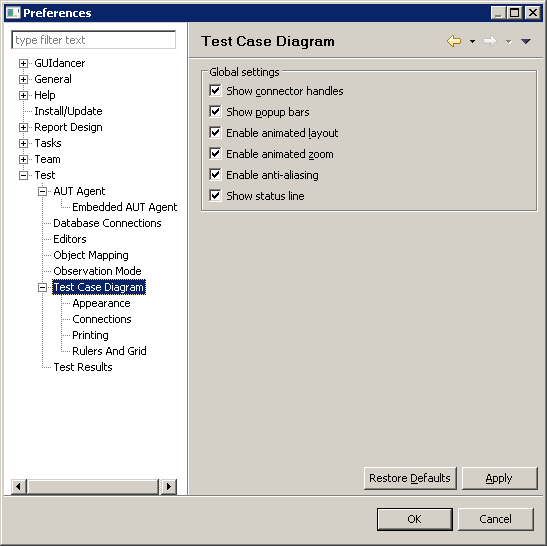 Preferences
type filter text
GUIdancer
General
Help
Install/Update
Report Design
Tasks
Team
Test
AUT Agent
Embedded AUT Agent
Database Connections
Editors
Object Mapping
Observation Mode
Test Case Diagram
Appearance
Connections
Printing
Rulers And Grid
Test Results
Test Case Diagram
Global settings
Show connector handles
Show popup bars
Enable animated layout
Enable animated zoom
Enable anti-aliasing
Show status line
Restore Defaults
Apply
OK
Cancel